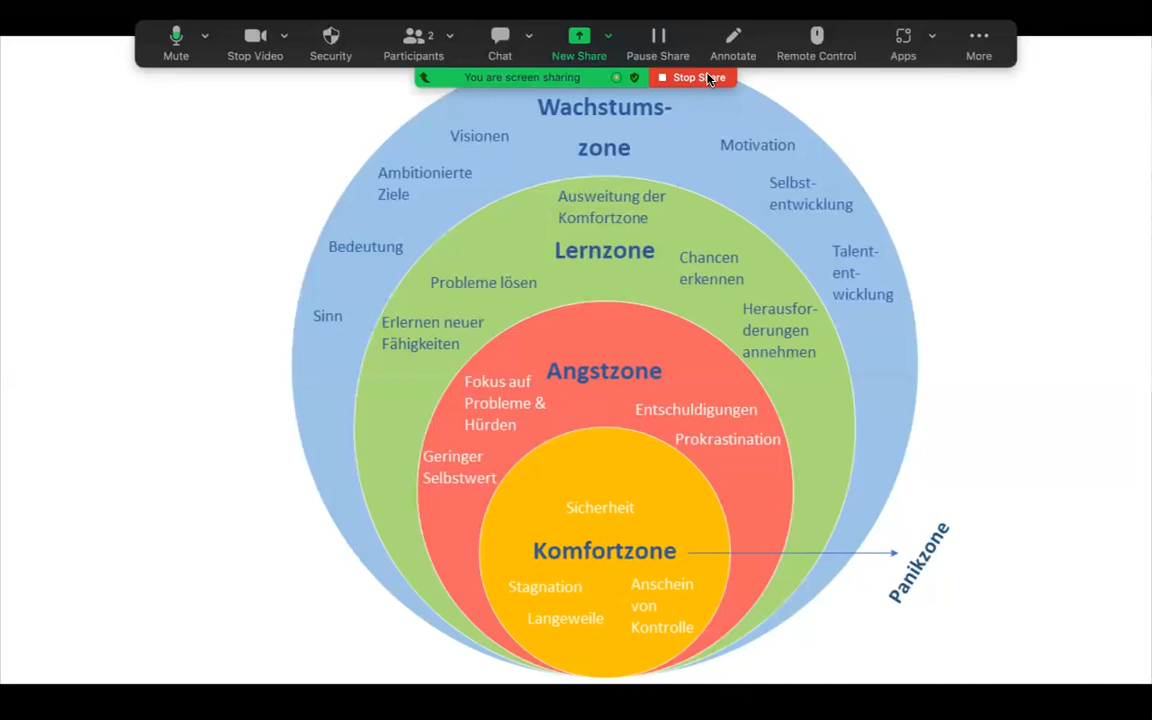 Mute
Stop Video
Security
Participants
2
Chat
New Share
Pause Share
Annotate
Remote Control
Apps
More
You are screen sharing
Stop Share
Wachstums-
zone
Visionen
Motivation
Ambitionierte
Ziele
Selbst-
entwicklung
Ausweitung der
Komfortzone
Bedeutung
Lernzone
Chancen
erkennen
Talent-
ent-
wicklung
Probleme lösen
Sinn
Erlernen neuer
Fähigkeiten
Herausfor-
derungen
annehmen
Angstzone
Fokus auf
Probleme &
Hürden
Entschuldigungen
Prokrastination
Geringer
Selbstwert
Sicherheit
Komfortzone
Panikzone
Stagnation
Langeweile
Anschein
von
Kontrolle